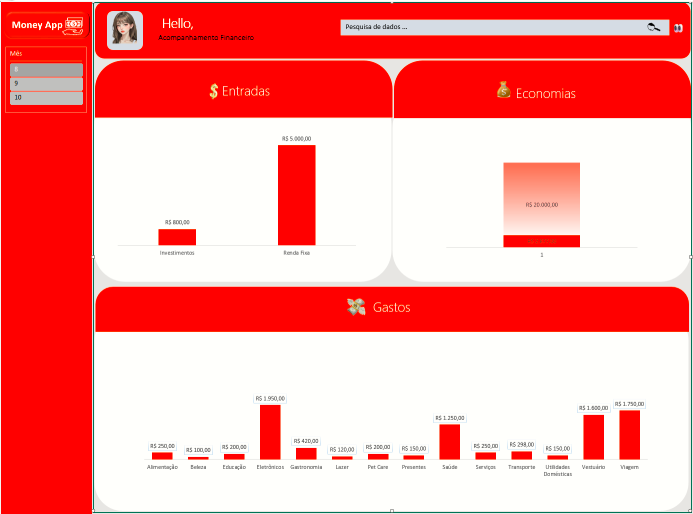 Money App
Mês
8
9
10
Hello,
Acompanhamento Financeiro
Pesquisa de dados ...
Entradas
R$ 5.000,00
R$ 800,00
Investimentos
Renda Fixa
Economias
R$ 20.000,00
1
Gastos
R$ 250,00
R$ 100,00
R$ 200,00
R$ 1.950,00
R$ 420,00
R$ 120,00
R$ 200,00
R$ 150,00
R$ 1.250,00
R$ 250,00
R$ 298,00
R$ 150,00
R$ 1.600,00
R$ 1.750,00
Alimentação
Beleza
Educação
Eletrônicos
Gastronomia
Lazer
Pet Care
Presentes
Saúde
Serviços
Transporte
Utilidades
Domésticas
Vestuário
Viagem